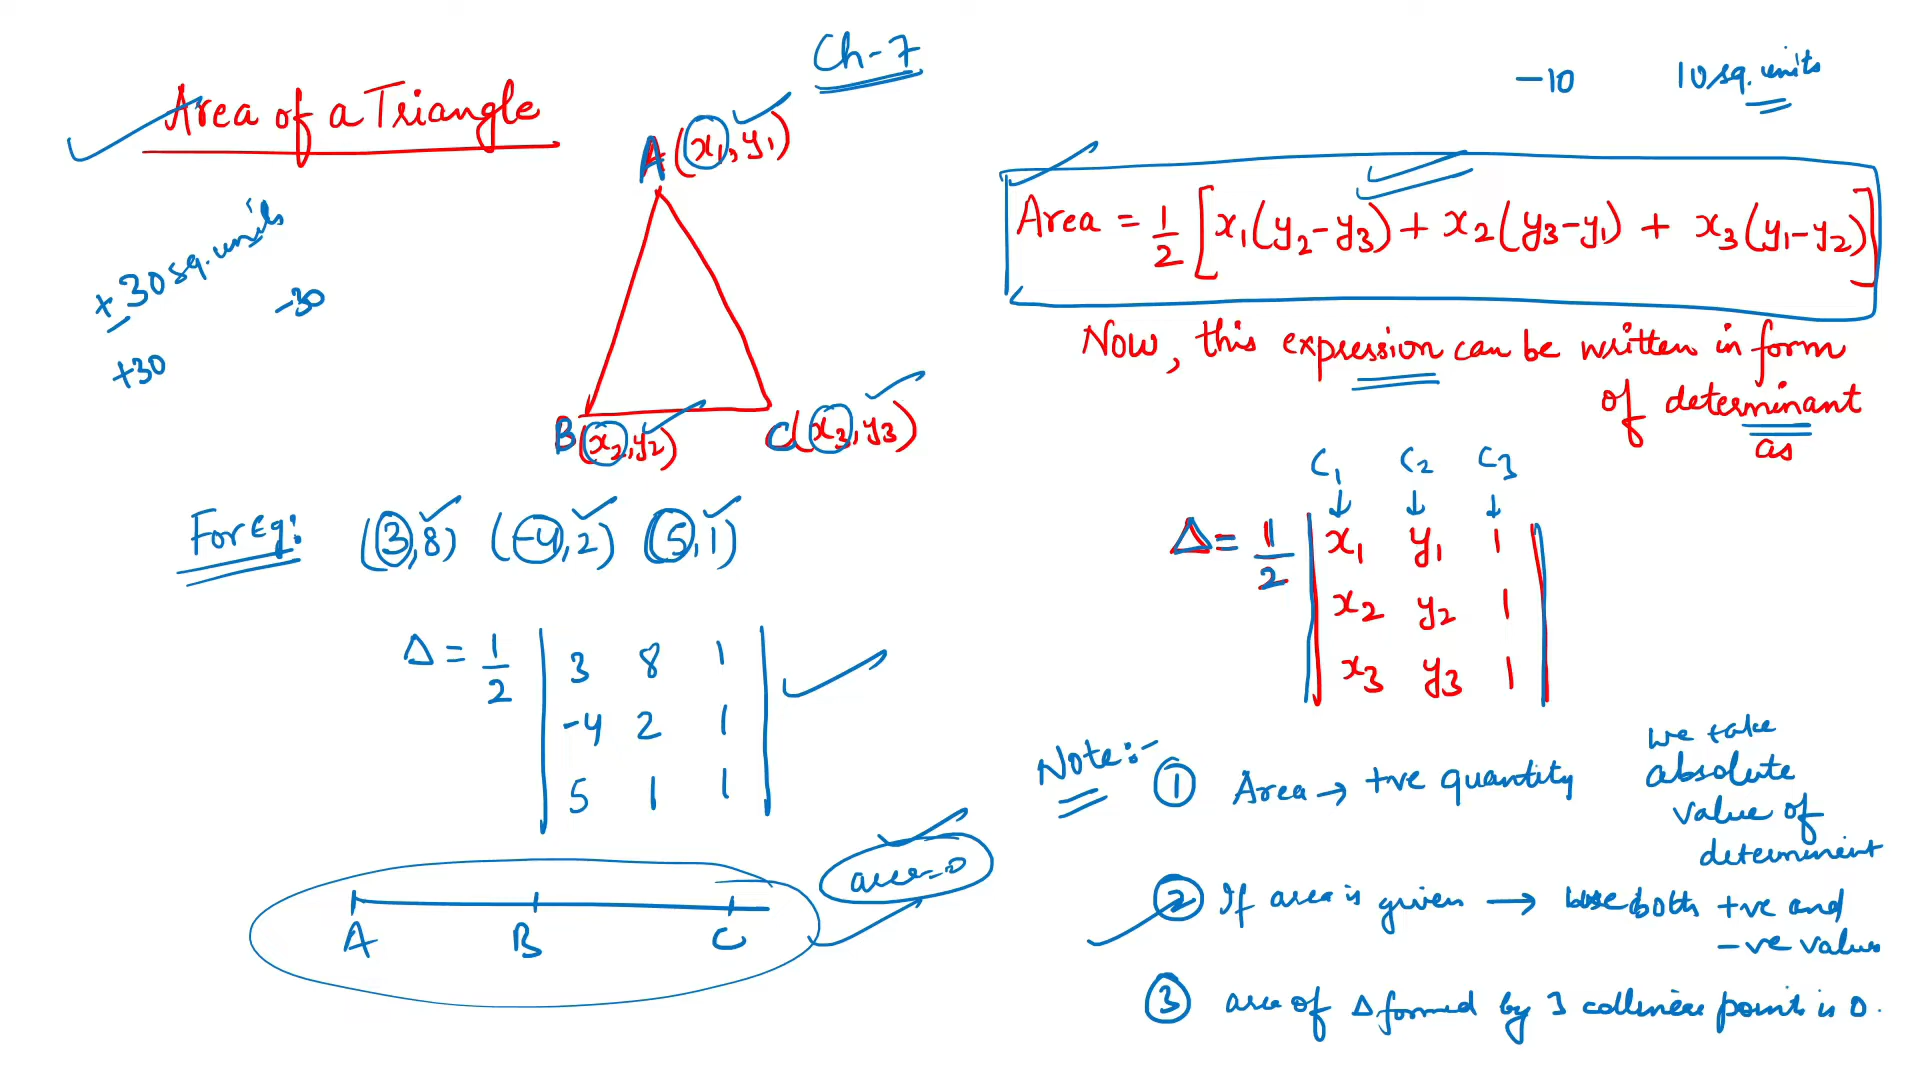 Ch-7
Area of a Triangle
-10 10 sq. units
A (x₁, y₁)
B (x₂, y₂)
C (x₃, y₃)
+30 sq. units
-30
+30
Area = 1/2 [x₁(y₂-y₃) + x₂(y₃-y₁) + x₃(y₁-y₂)]
Now, this expression can be written in form
of determinant
as
C₁ C₂ C₃
Δ = 1/2 | x₁ y₁ 1 |
| x₂ y₂ 1 |
| x₃ y₃ 1 |
For Eg: (3,8) (-4,2) (5,1)
Δ = 1/2 | 3 8 1 |
| -4 2 1 |
| 5 1 1 |
area=0
A B C
Note:-
① Area → +ve quantity
we take
absolute
value of
determinent
② If area is given → use both +ve and
-ve values
③ area of Δ formed by 3 collinear points is 0.